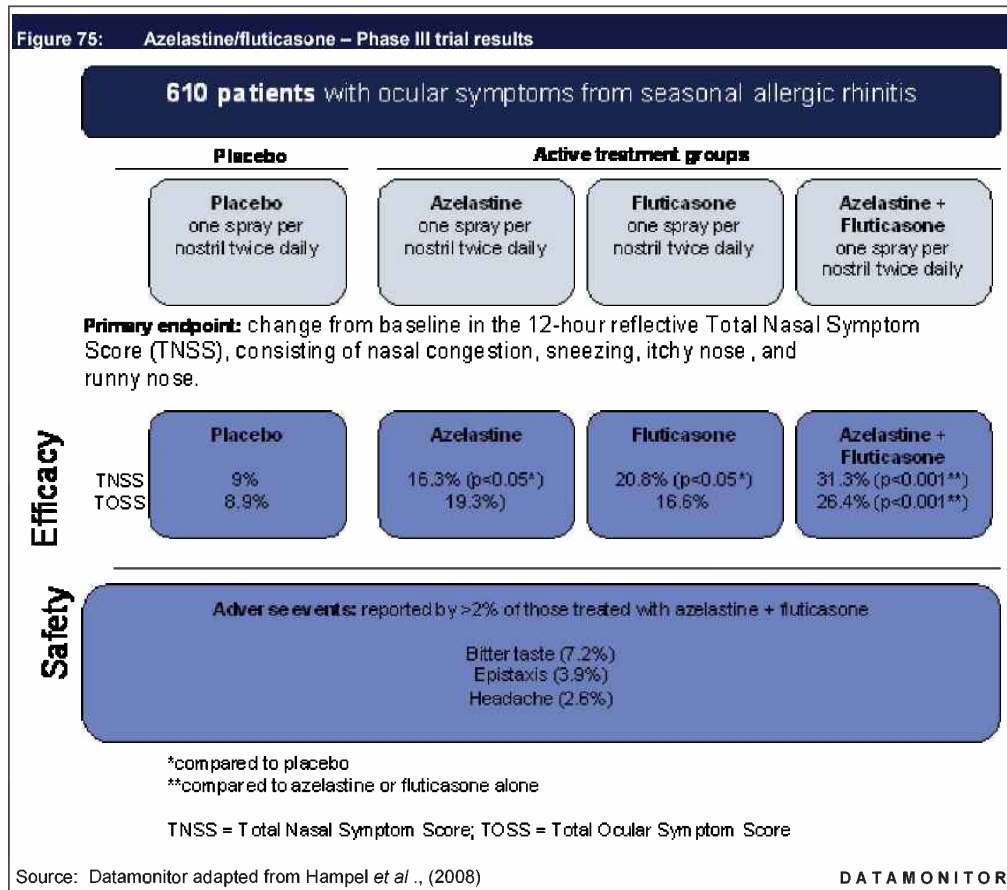 Figure 75: Azelastine/fluticasone – Phase III trial results
610 patients with ocular symptoms from seasonal allergic rhinitis
Placebo
Active treatment groups
Placebo
one spray per
nostril twice daily
Azelastine
one spray per
nostril twice daily
Fluticasone
one spray per
nostril twice daily
Azelastine +
Fluticasone
one spray per
nostril twice daily
Primary endpoint: change from baseline in the 12-hour reflective Total Nasal Symptom
Score (TNSS), consisting of nasal congestion, sneezing, itchy nose , and
runny nose.
Efficacy
TNSS
TOSS
Placebo
9%
8.9%
Azelastine
16.3% (p<0.05*)
19.3%)
Fluticasone
20.8% (p<0.05*)
16.6%
Azelastine +
Fluticasone
31.3% (p<0.001**)
26.4% (p<0.001**)
Safety
Adverse events: reported by >2% of those treated with azelastine + fluticasone
Bitter taste (7.2%)
Epistaxis (3.9%)
Headache (2.6%)
*compared to placebo
**compared to azelastine or fluticasone alone
TNSS = Total Nasal Symptom Score; TOSS = Total Ocular Symptom Score
Source: Datamonitor adapted from Hampel et al ., (2008)
DATAMONITOR